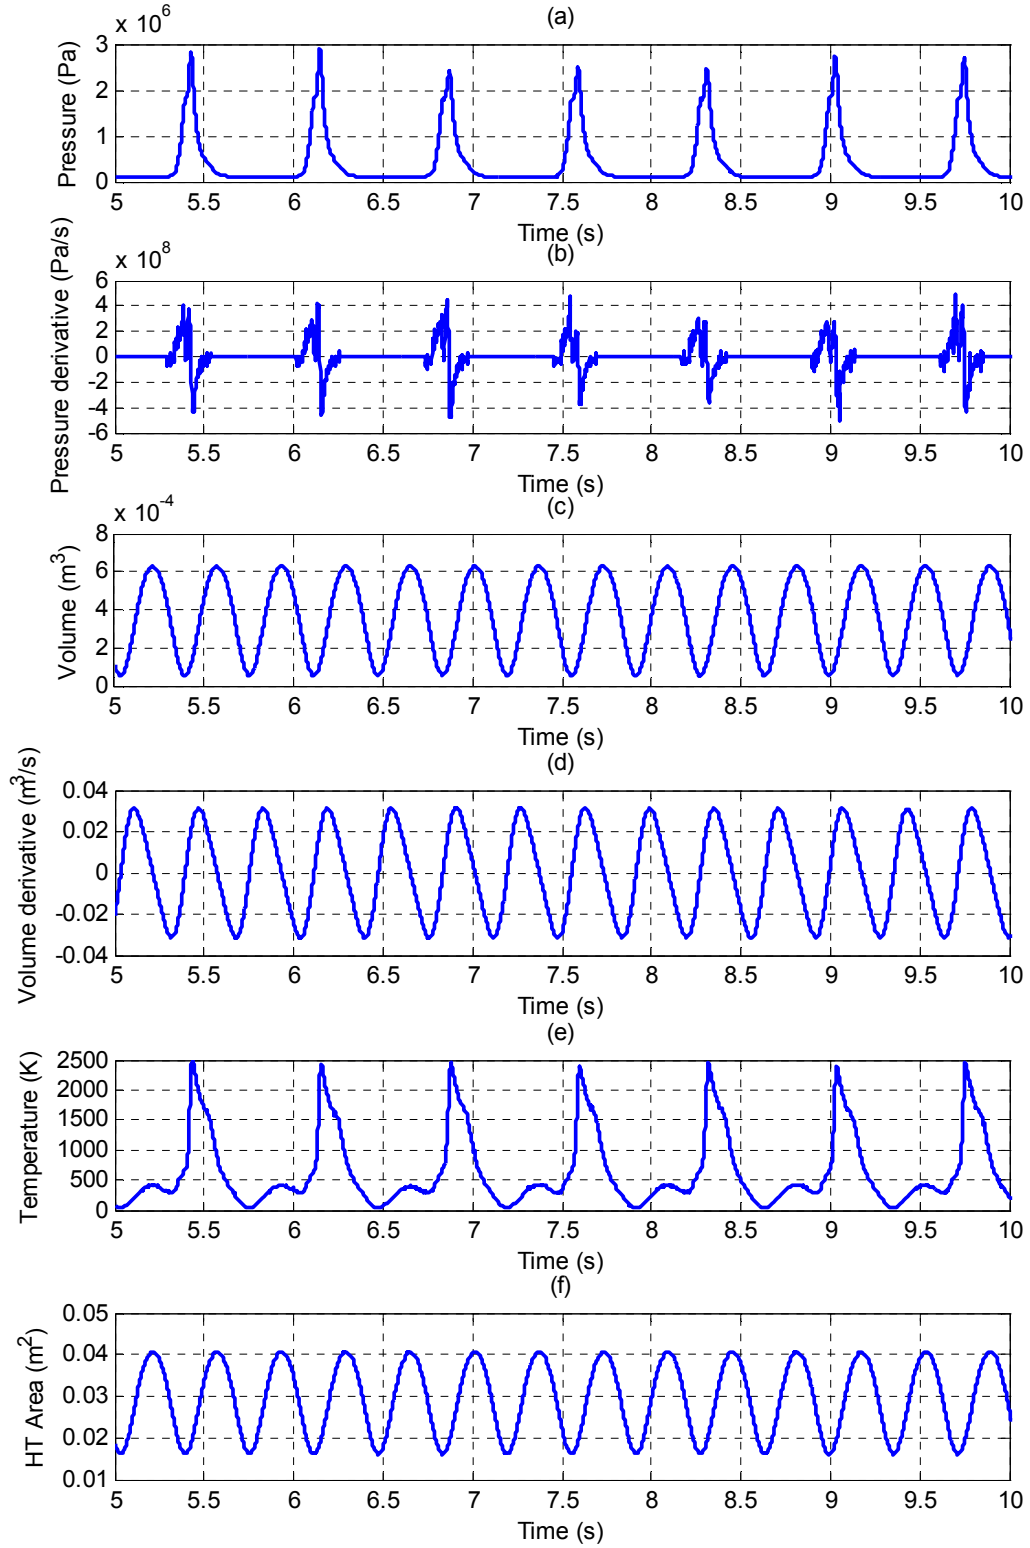 (a)
x 10^6
Pressure (Pa)
3
2
1
0
5 5.5 6 6.5 7 7.5 8 8.5 9 9.5 10
Time (s)
(b)
x 10^8
Pressure derivative (Pa/s)
6
4
2
0
-2
-4
-6
5 5.5 6 6.5 7 7.5 8 8.5 9 9.5 10
Time (s)
(c)
x 10^-4
Volume (m^3)
8
6
4
2
0
5 5.5 6 6.5 7 7.5 8 8.5 9 9.5 10
Time (s)
(d)
Volume derivative (m^3/s)
0.04
0.02
0
-0.02
-0.04
5 5.5 6 6.5 7 7.5 8 8.5 9 9.5 10
Time (s)
(e)
Temperature (K)
2500
2000
1500
1000
500
0
5 5.5 6 6.5 7 7.5 8 8.5 9 9.5 10
Time (s)
(f)
HT Area (m^2)
0.05
0.04
0.03
0.02
0.01
5 5.5 6 6.5 7 7.5 8 8.5 9 9.5 10
Time (s)